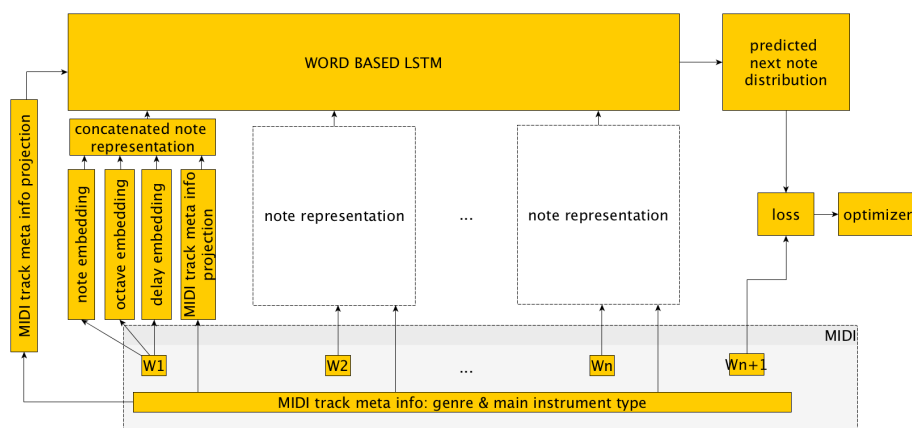 WORD BASED LSTM
predicted
next note
distribution
MIDI track meta info projection
concatenated note
representation
note embedding
octave embedding
delay embedding
MIDI track meta info
projection
note representation
...
note representation
loss
optimizer
MIDI
W1
W2
...
Wn
Wn+1
MIDI track meta info: genre & main instrument type